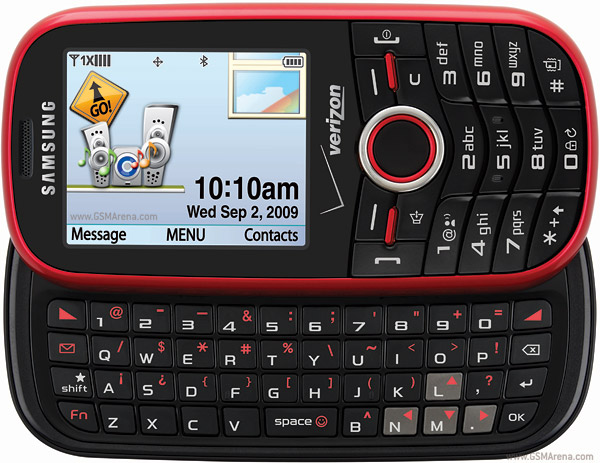 SAMSUNG
1X
GO!
10:10am
Wed Sep 2, 2009
www.GSMArena.com
Message MENU Contacts
verizon
C
3 def
6 mno
9 wxyz
#
2 abc
5 jkl
8 tuv
0
1 @
4 ghi
7 pqrs
*
1 @ 2 - 3 - 4 & 5 : 6 ; 7 ' 8 " 9 + 0 =
Q / W $ E * R # T % Y \ U ~ I < O > P !
shift A ¡ S ¿ D { F } G [ H ] J ( K ) L , ?
Fn Z X C V space B ^ N M . OK
www.GSMArena.com